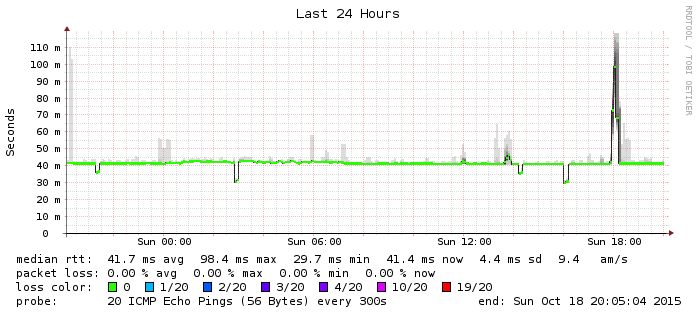 Last 24 Hours
RRDTOOL / TOBI OETIKER
Seconds
110 m
100 m
90 m
80 m
70 m
60 m
50 m
40 m
30 m
20 m
10 m
0
Sun 00:00 Sun 06:00 Sun 12:00 Sun 18:00
median rtt: 41.7 ms avg 98.4 ms max 29.7 ms min 41.4 ms now 4.4 ms sd 9.4 am/s
packet loss: 0.00 % avg 0.00 % max 0.00 % min 0.00 % now
loss color: 0 1/20 2/20 3/20 4/20 10/20 19/20
probe: 20 ICMP Echo Pings (56 Bytes) every 300s end: Sun Oct 18 20:05:04 2015